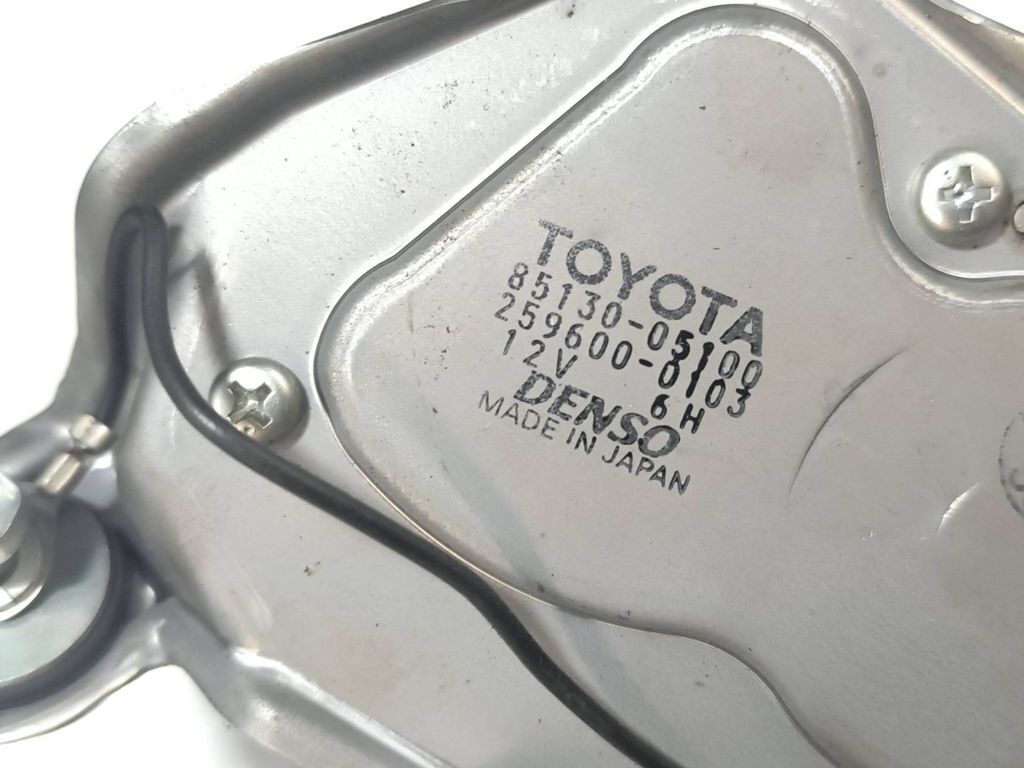 TOYOTA
85130-05100
259600-0103
12V 6H
DENSO
MADE IN JAPAN